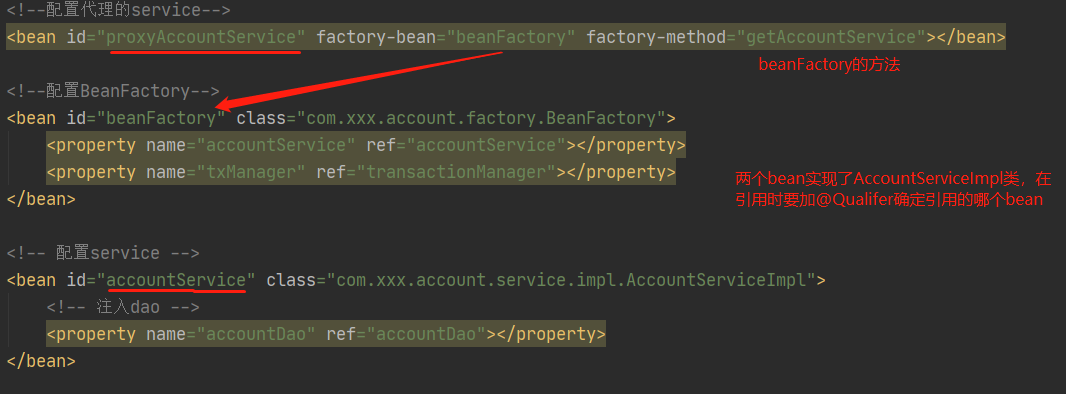 <!--配置代理的service-->
<bean id="proxyAccountService" factory-bean="beanFactory" factory-method="getAccountService"></bean>
beanFactory的方法
<!--配置BeanFactory-->
<bean id="beanFactory" class="com.xxx.account.factory.BeanFactory">
<property name="accountService" ref="accountService"></property>
<property name="txManager" ref="transactionManager"></property>
两个bean实现了AccountServiceImpl类，在
引用时要加@Qualifer确定引用的哪个bean
</bean>
<!-- 配置service -->
<bean id="accountService" class="com.xxx.account.service.impl.AccountServiceImpl">
<!-- 注入dao -->
<property name="accountDao" ref="accountDao"></property>
</bean>